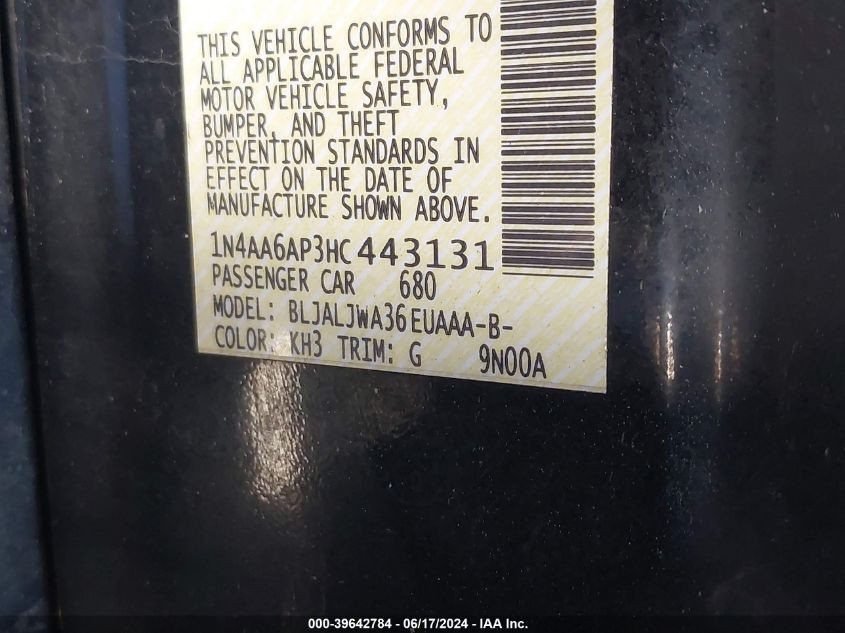 THIS VEHICLE CONFORMS TO
ALL APPLICABLE FEDERAL
MOTOR VEHICLE SAFETY,
BUMPER, AND THEFT
PREVENTION STANDARDS IN
EFFECT ON THE DATE OF
MANUFACTURE SHOWN ABOVE.
1N4AA6AP3HC443131
PASSENGER CAR 680
MODEL: BLJALJWA36EUAAA-B-
COLOR: KH3 TRIM: G 9N00A
000-39642784 - 06/17/2024 - IAA Inc.